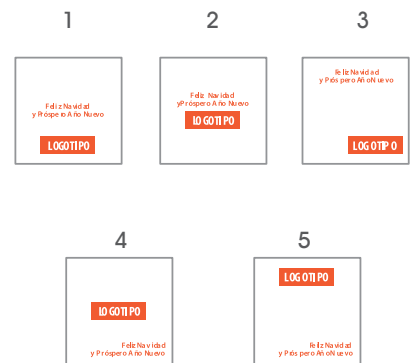 1
2
3
Feliz Navidad
y Próspero Año Nuevo
LOGOTIPO
Feliz Navidad
y Próspero Año Nuevo
LOGOTIPO
Feliz Navidad
y Próspero Año Nuevo
LOGOTIPO
4
5
LOGOTIPO
Feliz Navidad
y Próspero Año Nuevo
LOGOTIPO
Feliz Navidad
y Próspero Año Nuevo